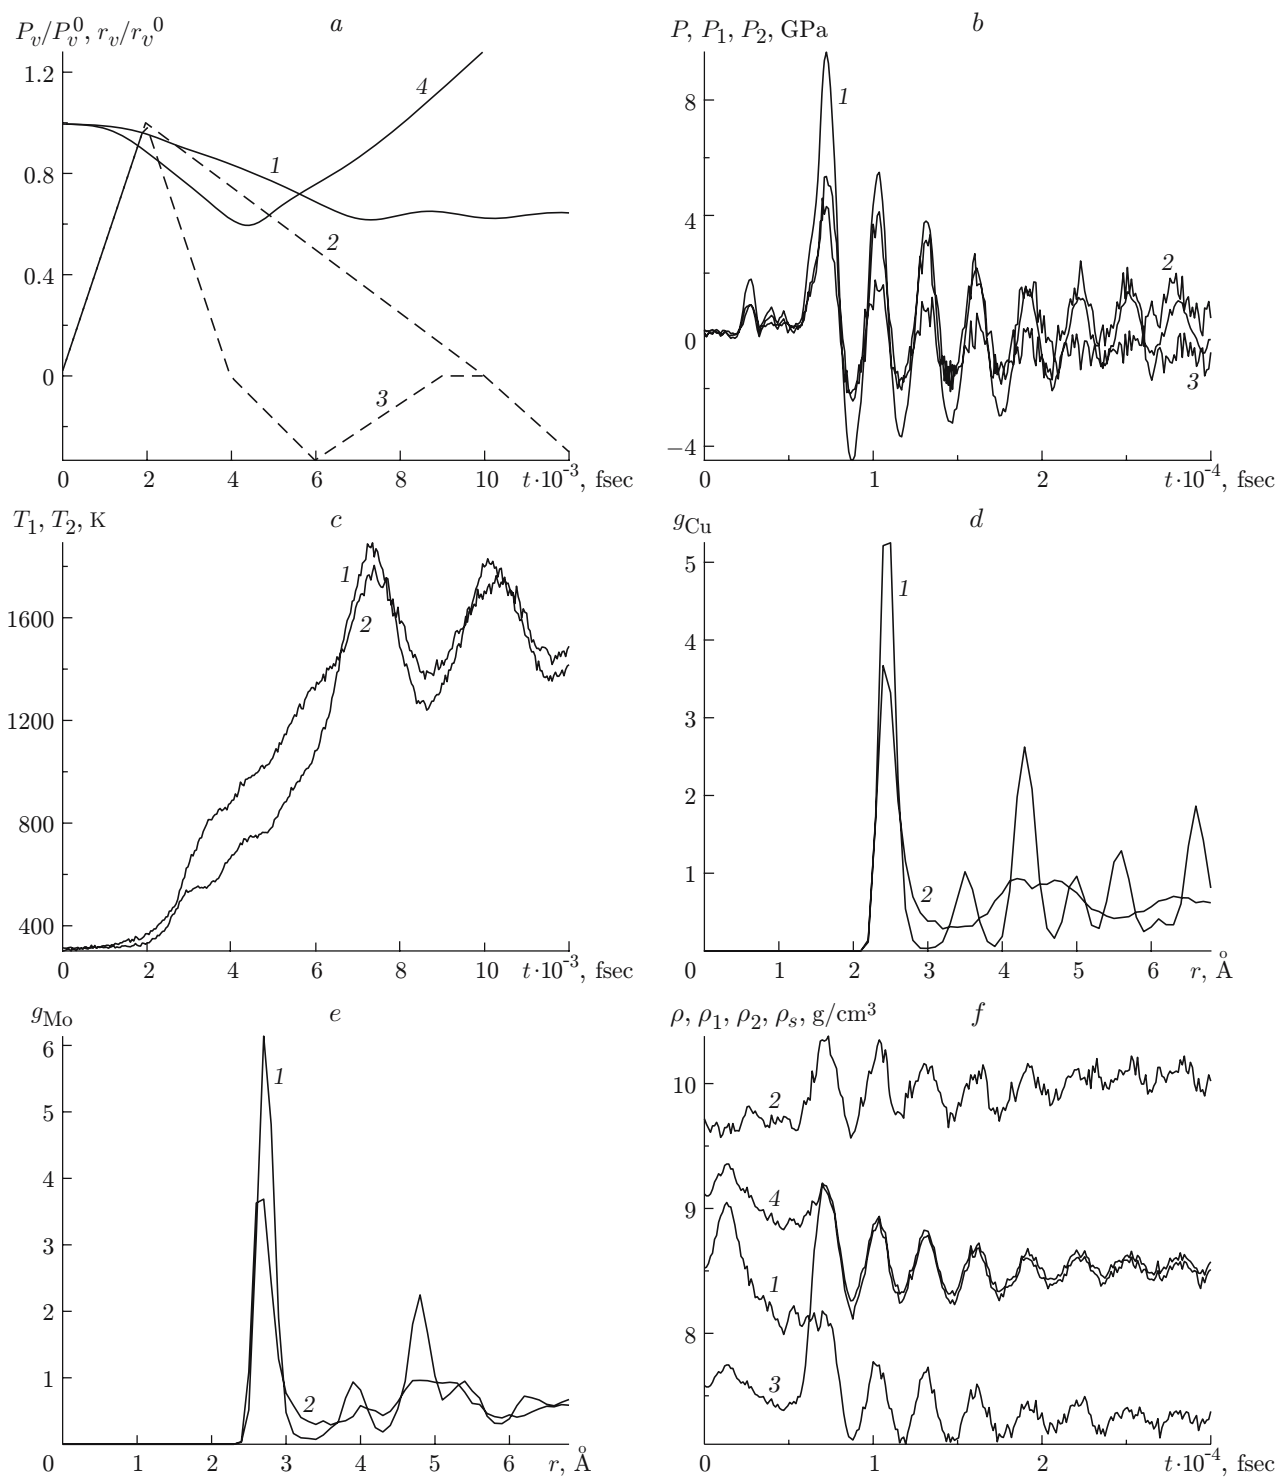 P_v/P_v^0, r_v/r_v^0
a
1.2
0.8
0.4
0
4
1
2
3
0 2 4 6 8 10 t·10^-3, fsec
P, P_1, P_2, GPa
b
8
4
0
−4
1
2
3
0 1 2 t·10^-4, fsec
T_1, T_2, K
c
1600
1200
800
400
1
2
0 2 4 6 8 10 t·10^-3, fsec
g_Cu
d
5
4
3
2
1
1
2
0 1 2 3 4 5 6 r, Å
g_Mo
e
6
5
4
3
2
1
1
2
0 1 2 3 4 5 6 r, Å
ρ, ρ_1, ρ_2, ρ_s, g/cm³
f
10
9
8
2
4
1
3
0 1 2 t·10^-4, fsec